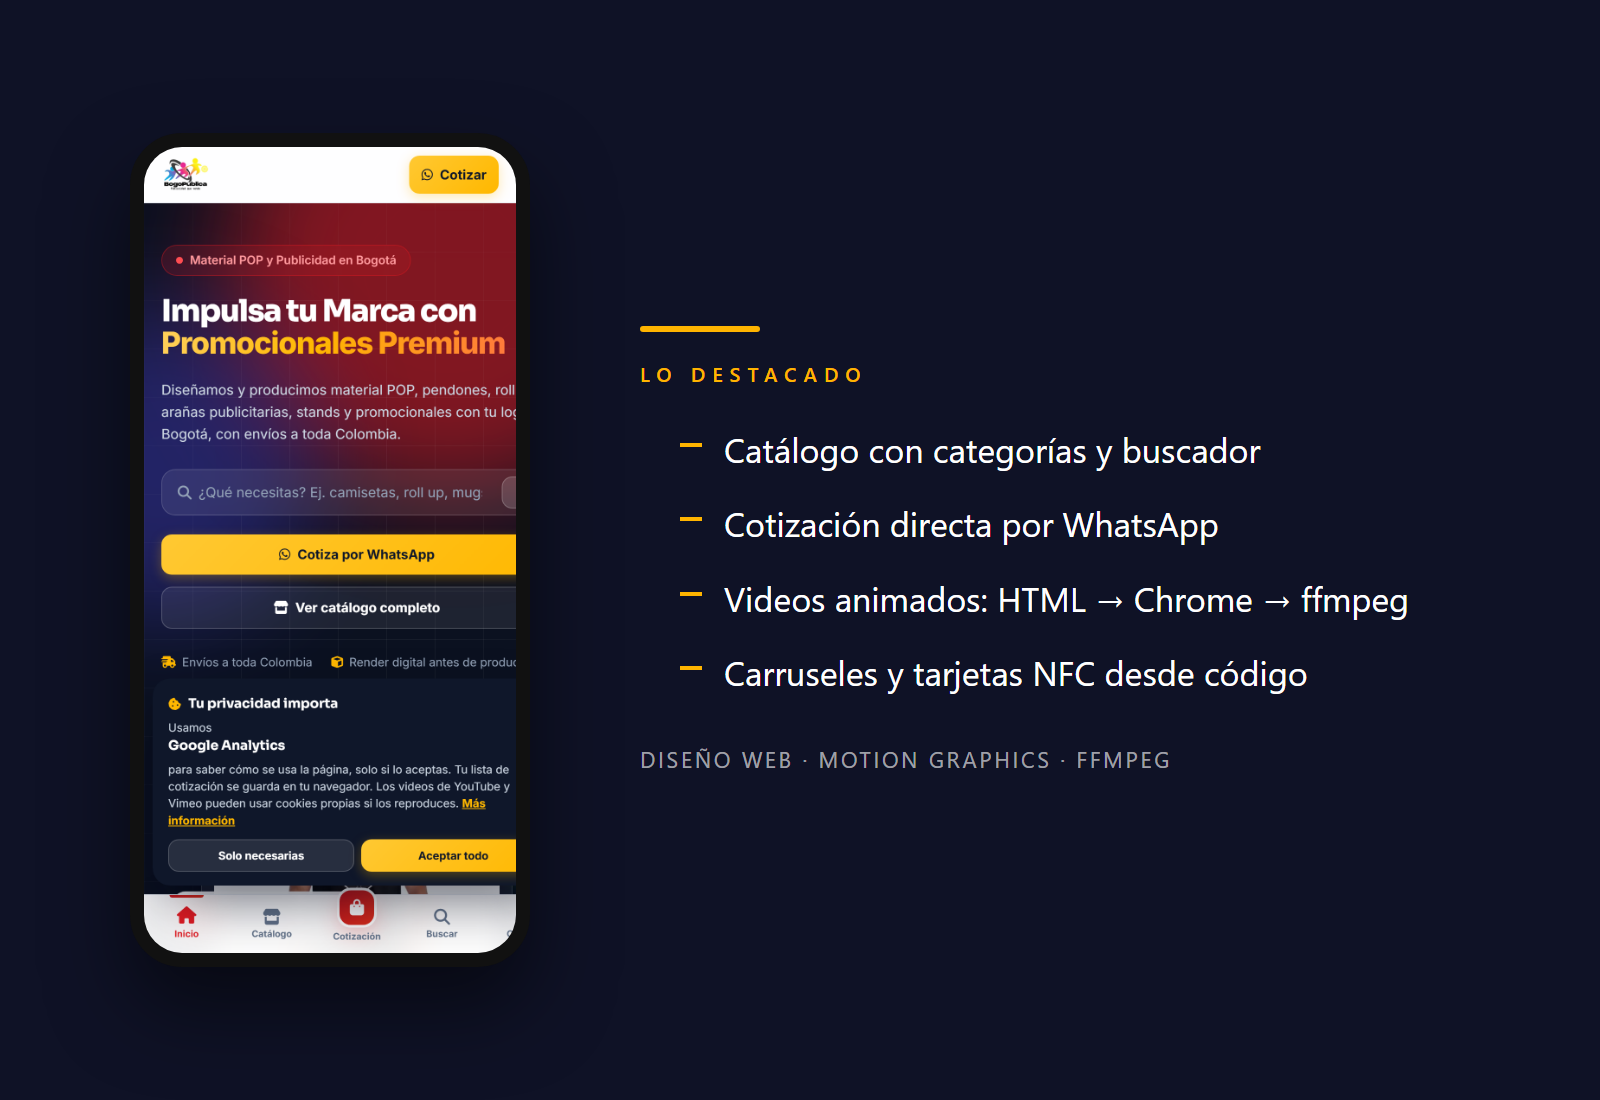 BogoPublica
Cotizar
Material POP y Publicidad en Bogotá
Impulsa tu Marca con
Promocionales Premium
Diseñamos y producimos material POP, pendones, roll
arañas publicitarias, stands y promocionales con tu log
Bogotá, con envíos a toda Colombia.
¿Qué necesitas? Ej. camisetas, roll up, mug
Cotiza por WhatsApp
Ver catálogo completo
Envíos a toda Colombia Render digital antes de produc
Tu privacidad importa
Usamos
Google Analytics
para saber cómo se usa la página, solo si lo aceptas. Tu lista de
cotización se guarda en tu navegador. Los videos de YouTube y
Vimeo pueden usar cookies propias si los reproduces. Más
información
Solo necesarias Aceptar todo
Inicio Catálogo Cotización Buscar
LO DESTACADO
Catálogo con categorías y buscador
Cotización directa por WhatsApp
Videos animados: HTML → Chrome → ffmpeg
Carruseles y tarjetas NFC desde código
DISEÑO WEB · MOTION GRAPHICS · FFMPEG